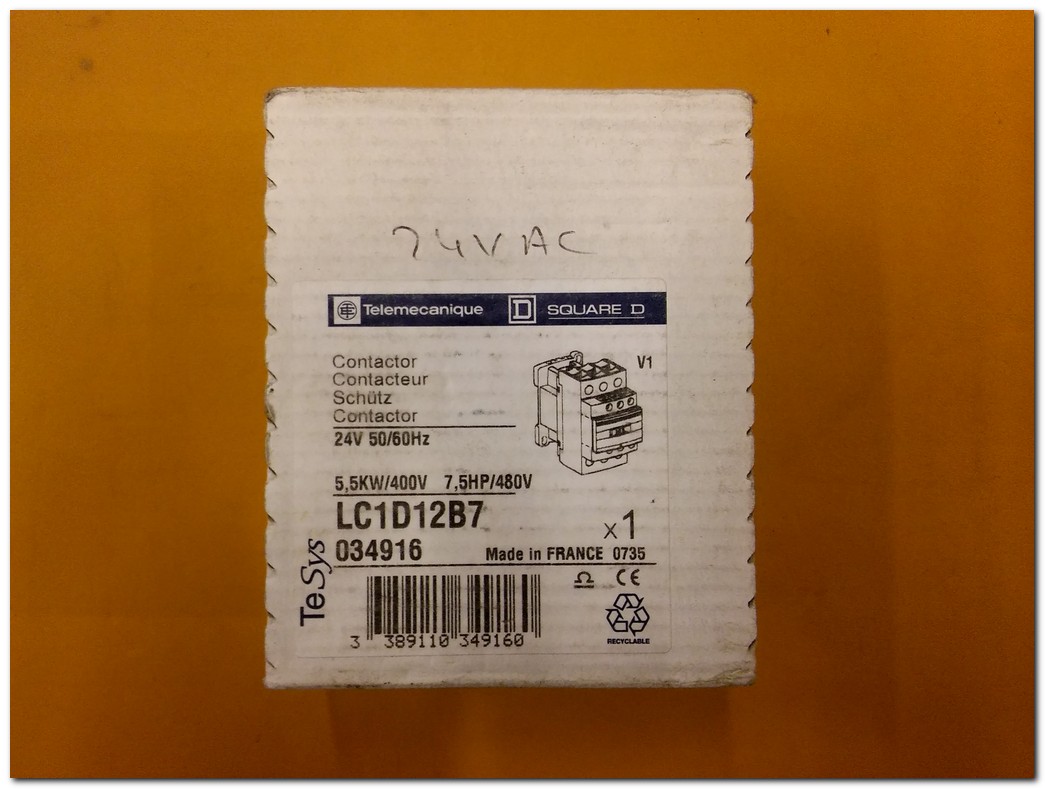 24VAC
Telemecanique D SQUARE D
Contactor
Contacteur
Schütz
Contactor
24V 50/60Hz
V1
5,5KW/400V 7,5HP/480V
LC1D12B7
x1
034916
Made in FRANCE 0735
TeSys
CE
3 389110 349160
RECYCLABLE